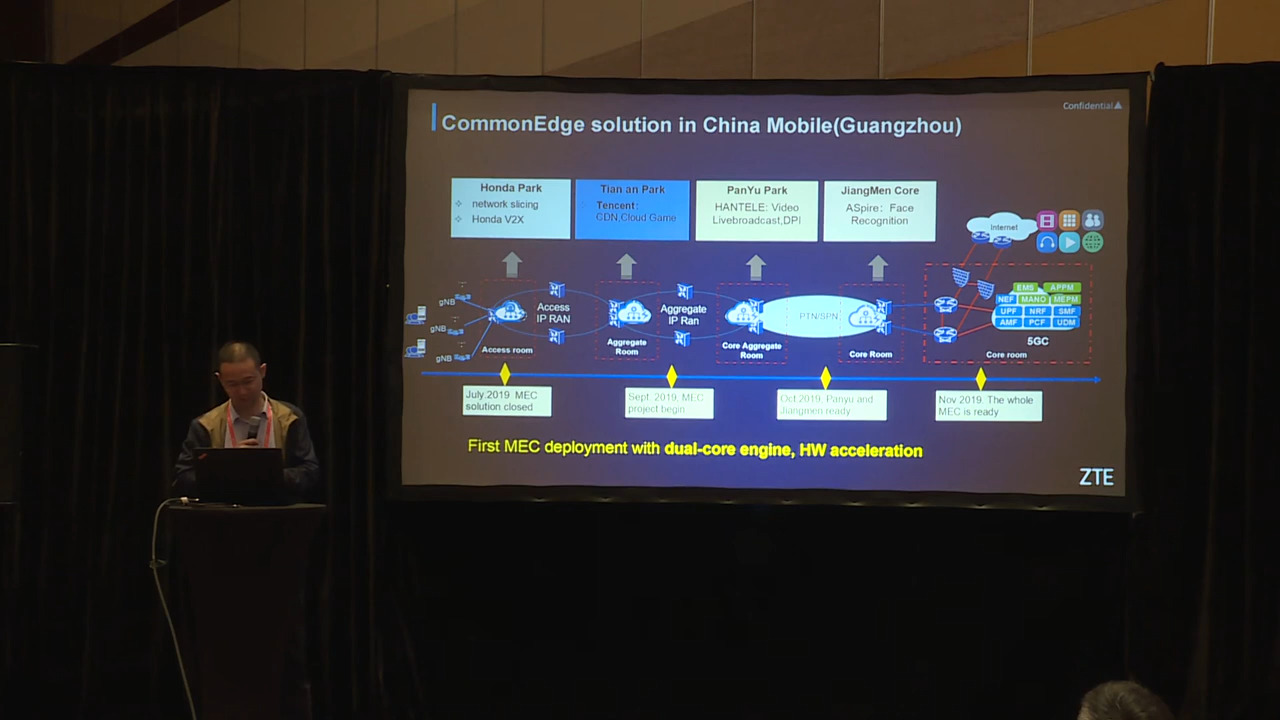 Confidential
CommonEdge solution in China Mobile(Guangzhou)
Honda Park
network slicing
Honda V2X
Tian an Park
Tencent:
CDN,Cloud Game
PanYu Park
HANTELE: Video
Livebroadcast,DPI
JiangMen Core
ASpire: Face
Recognition
Internet
gNB
gNB
gNB
Access
IP RAN
Access room
Aggregate
Room
Aggregate
IP Ran
Core Aggregate
Room
PTN/SPN
Core Room
EMS APPM
NEF MANO MEPM
UPF NRF SMF
AMF PCF UDM
5GC
Core room
July.2019 MEC
solution closed
Sept. 2019, MEC
project begin
Oct 2019, Panyu and
Jiangmen ready
Nov 2019. The whole
MEC is ready
First MEC deployment with dual-core engine, HW acceleration
ZTE